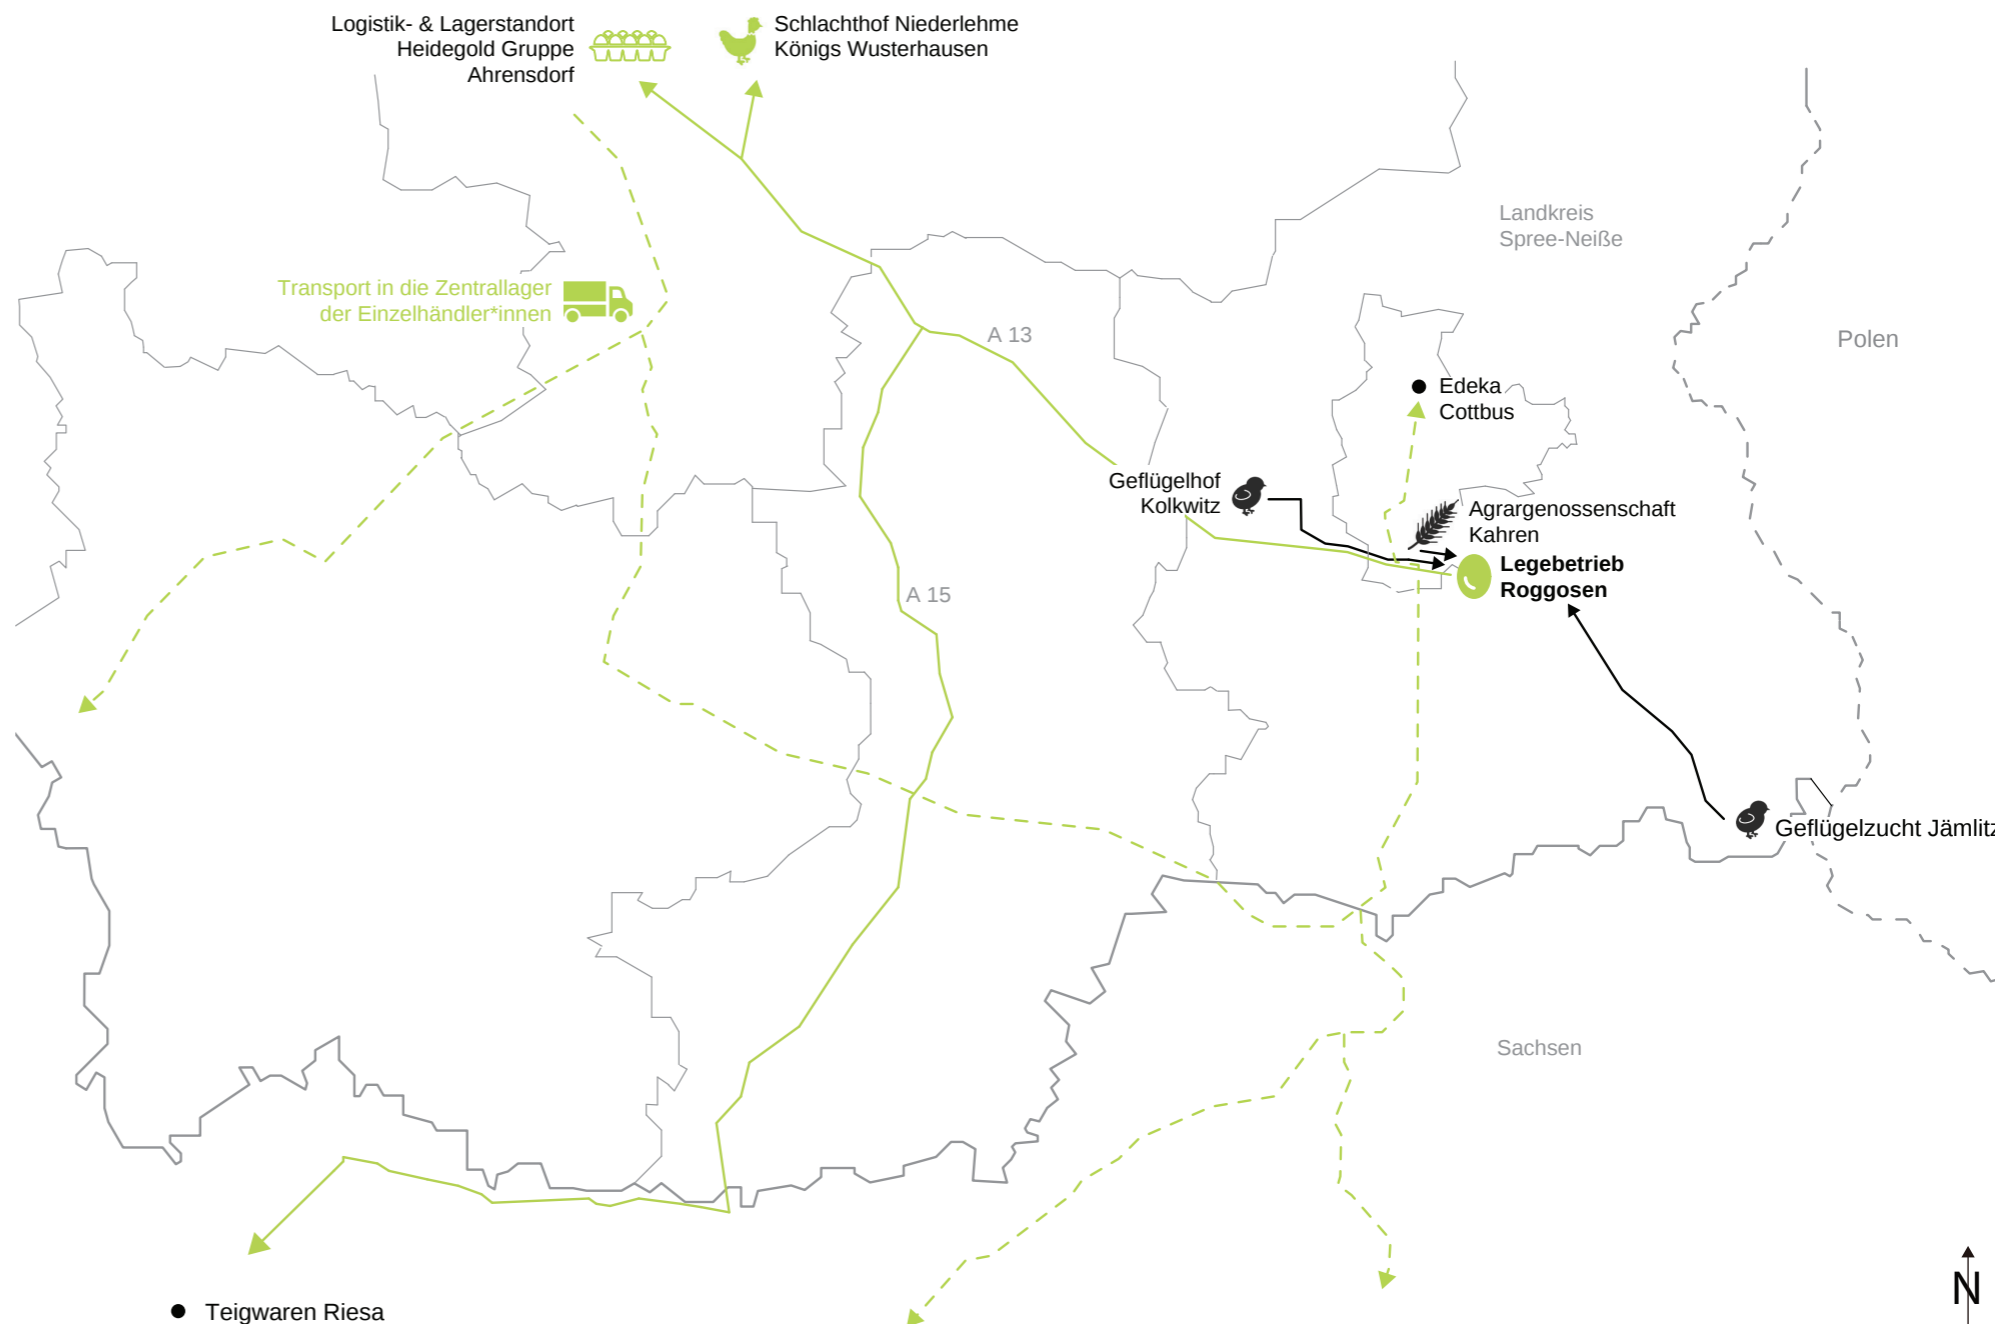 Logistik- & Lagerstandort
Heidegold Gruppe
Ahrensdorf
Schlachthof Niederlehme
Königs Wusterhausen
Landkreis
Spree-Neiße
Transport in die Zentrallager
der Einzelhändler*innen
A 13
Polen
Edeka
Cottbus
Geflügelhof
Kolkwitz
Agrargenossenschaft
Kahren
Legebetrieb
Roggosen
A 15
Geflügelzucht Jämlitz
Sachsen
N
Teigwaren Riesa